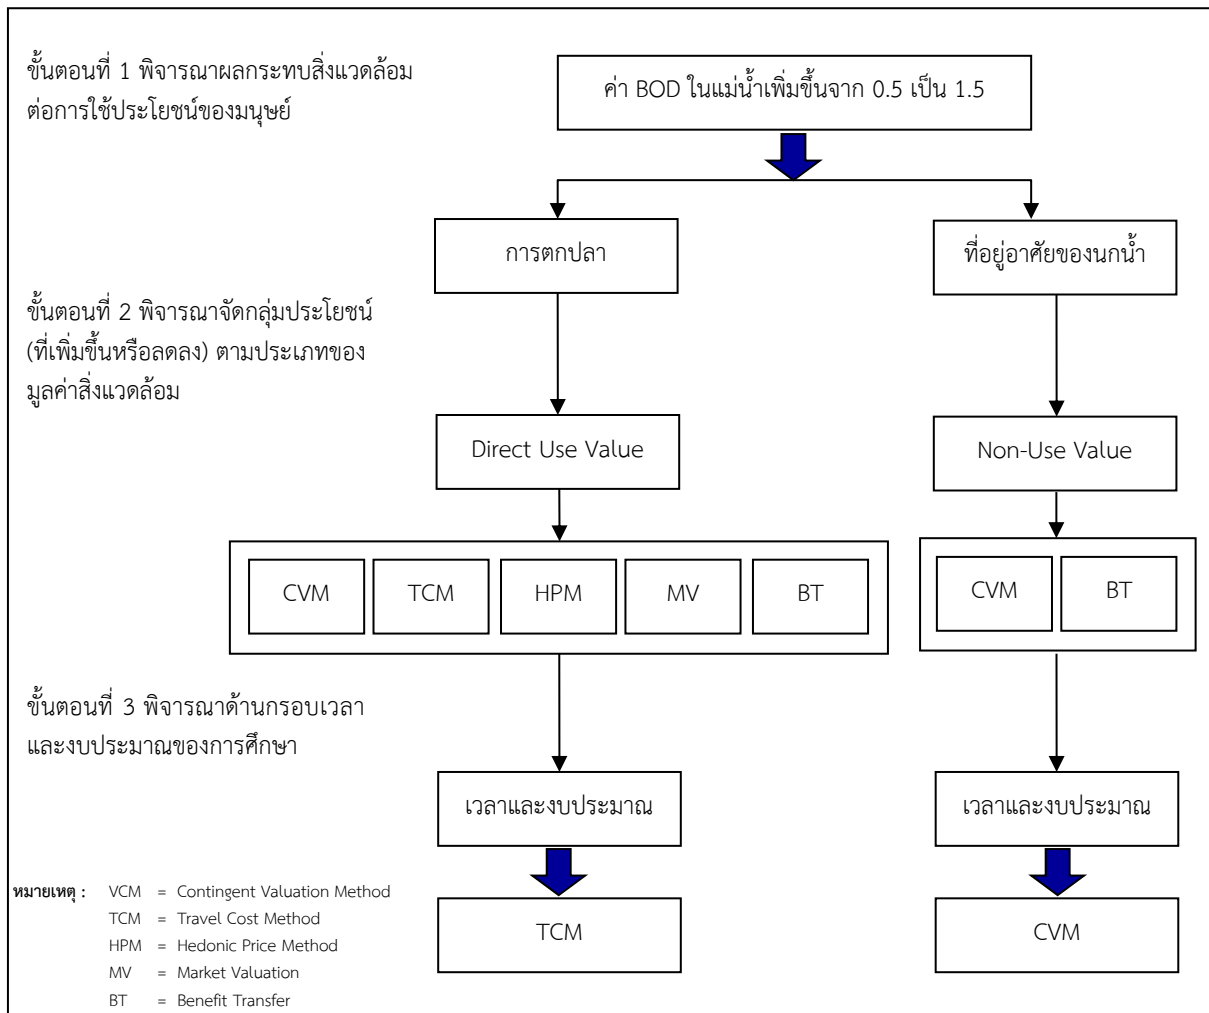 ขั้นตอนที่ 1 พิจารณาผลกระทบสิ่งแวดล้อม
ต่อการใช้ประโยชน์ของมนุษย์
ค่า BOD ในแม่น้ำเพิ่มขึ้นจาก 0.5 เป็น 1.5
การตกปลา
ที่อยู่อาศัยของนกน้ำ
ขั้นตอนที่ 2 พิจารณาจัดกลุ่มประโยชน์
(ที่เพิ่มขึ้นหรือลดลง) ตามประเภทของ
มูลค่าสิ่งแวดล้อม
Direct Use Value
Non-Use Value
CVM TCM HPM MV BT
CVM BT
ขั้นตอนที่ 3 พิจารณาด้านกรอบเวลา
และงบประมาณของการศึกษา
เวลาและงบประมาณ
เวลาและงบประมาณ
TCM
CVM
หมายเหตุ : VCM = Contingent Valuation Method
TCM = Travel Cost Method
HPM = Hedonic Price Method
MV = Market Valuation
BT = Benefit Transfer